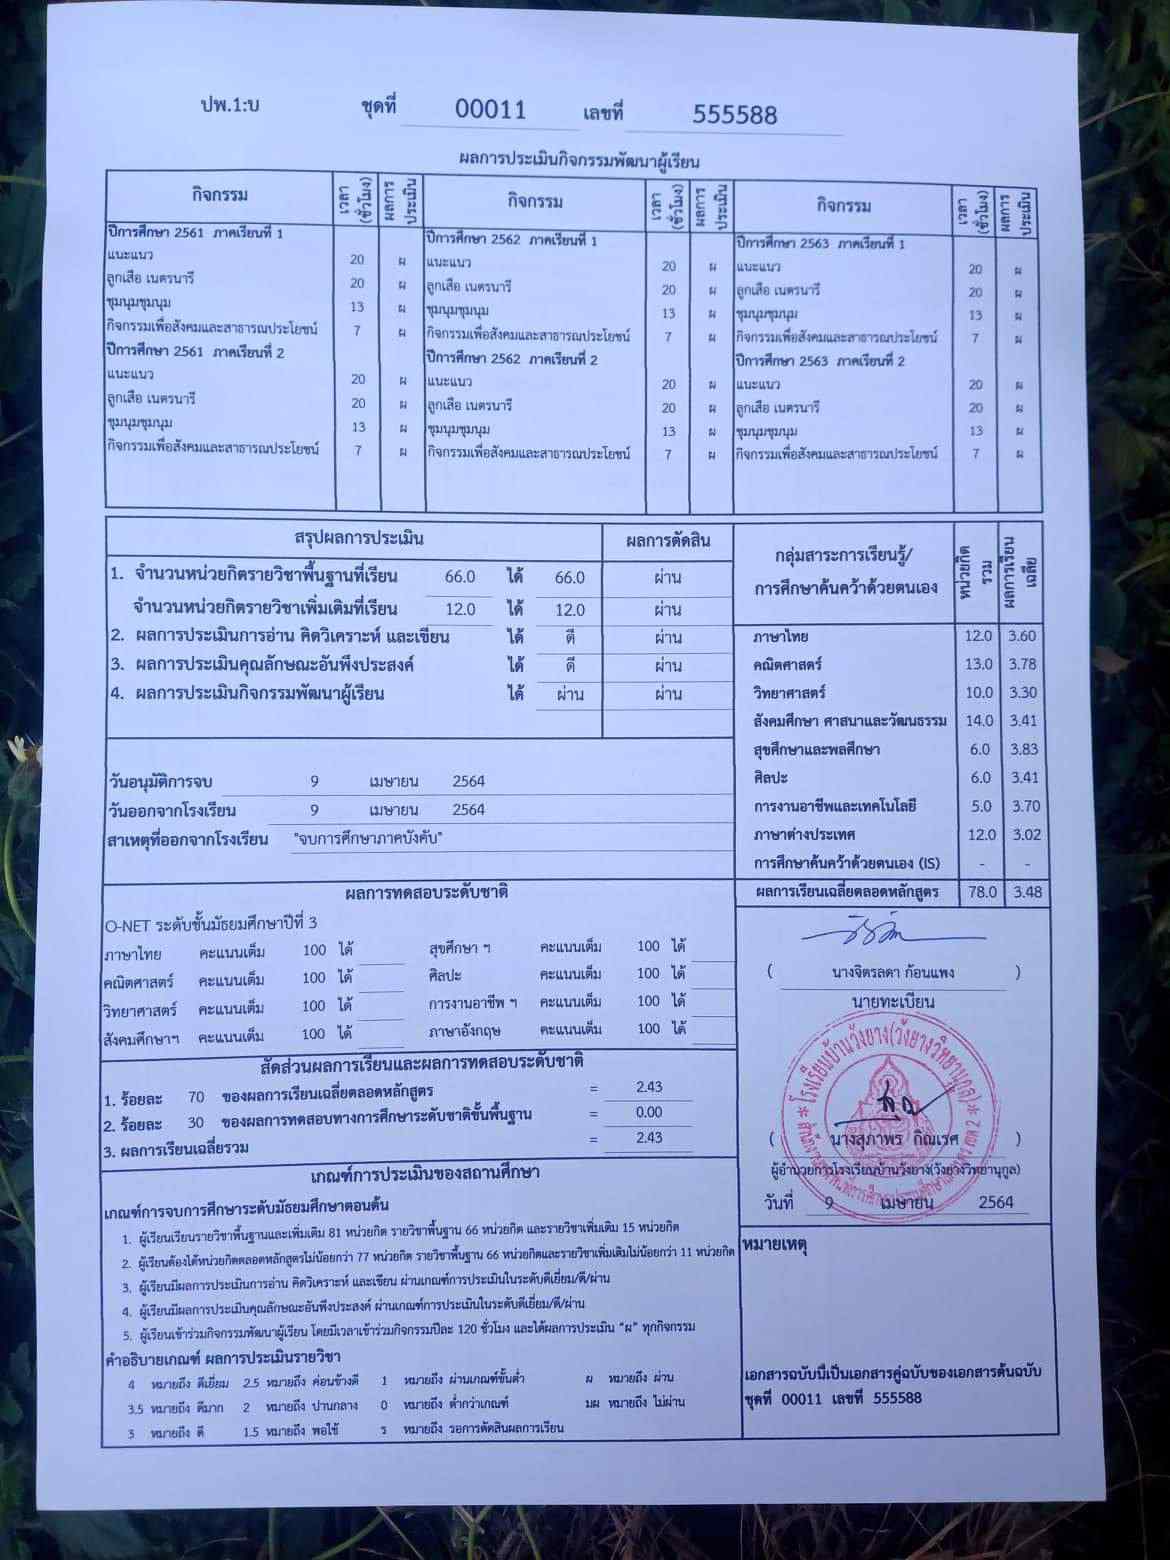 ปพ.1:บ ชุดที่ 00011 เลขที่ 555588
ผลการประเมินกิจกรรมพัฒนาผู้เรียน
กิจกรรม เวลา (ชั่วโมง) ผลการประเมิน กิจกรรม เวลา (ชั่วโมง) ผลการประเมิน กิจกรรม เวลา (ชั่วโมง) ผลการประเมิน
ปีการศึกษา 2561 ภาคเรียนที่ 1 ปีการศึกษา 2562 ภาคเรียนที่ 1 ปีการศึกษา 2563 ภาคเรียนที่ 1
แนะแนว 20 ผ แนะแนว 20 ผ แนะแนว 20 ผ
ลูกเสือ เนตรนารี 20 ผ ลูกเสือ เนตรนารี 20 ผ ลูกเสือ เนตรนารี 20 ผ
ชุมนุมชุมนุม 13 ผ ชุมนุมชุมนุม 13 ผ ชุมนุมชุมนุม 13 ผ
กิจกรรมเพื่อสังคมและสาธารณประโยชน์ 7 ผ กิจกรรมเพื่อสังคมและสาธารณประโยชน์ 7 ผ กิจกรรมเพื่อสังคมและสาธารณประโยชน์ 7 ผ
ปีการศึกษา 2561 ภาคเรียนที่ 2 ปีการศึกษา 2562 ภาคเรียนที่ 2 ปีการศึกษา 2563 ภาคเรียนที่ 2
แนะแนว 20 ผ แนะแนว 20 ผ แนะแนว 20 ผ
ลูกเสือ เนตรนารี 20 ผ ลูกเสือ เนตรนารี 20 ผ ลูกเสือ เนตรนารี 20 ผ
ชุมนุมชุมนุม 13 ผ ชุมนุมชุมนุม 13 ผ ชุมนุมชุมนุม 13 ผ
กิจกรรมเพื่อสังคมและสาธารณประโยชน์ 7 ผ กิจกรรมเพื่อสังคมและสาธารณประโยชน์ 7 ผ กิจกรรมเพื่อสังคมและสาธารณประโยชน์ 7 ผ
สรุปผลการประเมิน ผลการตัดสิน
1. จำนวนหน่วยกิตรายวิชาพื้นฐานที่เรียน 66.0 ได้ 66.0 ผ่าน
จำนวนหน่วยกิตรายวิชาเพิ่มเติมที่เรียน 12.0 ได้ 12.0 ผ่าน
2. ผลการประเมินการอ่าน คิดวิเคราะห์ และเขียน ได้ ดี ผ่าน
3. ผลการประเมินคุณลักษณะอันพึงประสงค์ ได้ ดี ผ่าน
4. ผลการประเมินกิจกรรมพัฒนาผู้เรียน ได้ ผ่าน ผ่าน
วันอนุมัติการจบ 9 เมษายน 2564
วันออกจากโรงเรียน 9 เมษายน 2564
สาเหตุที่ออกจากโรงเรียน "จบการศึกษาภาคบังคับ"
กลุ่มสาระการเรียนรู้/
การศึกษาค้นคว้าด้วยตนเอง หน่วยกิตรวม ผลการเรียนเฉลี่ย
ภาษาไทย 12.0 3.60
คณิตศาสตร์ 13.0 3.78
วิทยาศาสตร์ 10.0 3.30
สังคมศึกษา ศาสนาและวัฒนธรรม 14.0 3.41
สุขศึกษาและพลศึกษา 6.0 3.83
ศิลปะ 6.0 3.41
การงานอาชีพและเทคโนโลยี 5.0 3.70
ภาษาต่างประเทศ 12.0 3.02
การศึกษาค้นคว้าด้วยตนเอง (IS) - -
ผลการเรียนเฉลี่ยตลอดหลักสูตร 78.0 3.48
ผลการทดสอบระดับชาติ
O-NET ระดับชั้นมัธยมศึกษาปีที่ 3
ภาษาไทย คะแนนเต็ม 100 ได้ สุขศึกษา ฯ คะแนนเต็ม 100 ได้
คณิตศาสตร์ คะแนนเต็ม 100 ได้ ศิลปะ คะแนนเต็ม 100 ได้
วิทยาศาสตร์ คะแนนเต็ม 100 ได้ การงานอาชีพ ฯ คะแนนเต็ม 100 ได้
สังคมศึกษาฯ คะแนนเต็ม 100 ได้ ภาษาอังกฤษ คะแนนเต็ม 100 ได้
สัดส่วนผลการเรียนและผลการทดสอบระดับชาติ
1. ร้อยละ 70 ของผลการเรียนเฉลี่ยตลอดหลักสูตร = 2.43
2. ร้อยละ 30 ของผลการทดสอบทางการศึกษาระดับชาติขั้นพื้นฐาน = 0.00
3. ผลการเรียนเฉลี่ยรวม = 2.43
เกณฑ์การประเมินของสถานศึกษา
เกณฑ์การจบการศึกษาระดับมัธยมศึกษาตอนต้น
1. ผู้เรียนเรียนรายวิชาพื้นฐานและเพิ่มเติม 81 หน่วยกิต รายวิชาพื้นฐาน 66 หน่วยกิต และรายวิชาเพิ่มเติม 15 หน่วยกิต
2. ผู้เรียนต้องได้หน่วยกิตตลอดหลักสูตรไม่น้อยกว่า 77 หน่วยกิต รายวิชาพื้นฐาน 66 หน่วยกิตและรายวิชาเพิ่มเติมไม่น้อยกว่า 11 หน่วยกิต
3. ผู้เรียนมีผลการประเมินการอ่าน คิดวิเคราะห์ และเขียน ผ่านเกณฑ์การประเมินในระดับดีเยี่ยม/ดี/ผ่าน
4. ผู้เรียนมีผลการประเมินคุณลักษณะอันพึงประสงค์ ผ่านเกณฑ์การประเมินในระดับดีเยี่ยม/ดี/ผ่าน
5. ผู้เรียนเข้าร่วมกิจกรรมพัฒนาผู้เรียน โดยมีเวลาเข้าร่วมกิจกรรมปีละ 120 ชั่วโมง และได้ผลการประเมิน "ผ" ทุกกิจกรรม
คำอธิบายเกณฑ์ ผลการประเมินรายวิชา
4 หมายถึง ดีเยี่ยม 2.5 หมายถึง ค่อนข้างดี 1 หมายถึง ผ่านเกณฑ์ขั้นต่ำ ผ หมายถึง ผ่าน
3.5 หมายถึง ดีมาก 2 หมายถึง ปานกลาง 0 หมายถึง ต่ำกว่าเกณฑ์ มผ หมายถึง ไม่ผ่าน
3 หมายถึง ดี 1.5 หมายถึง พอใช้ ร หมายถึง รอการตัดสินผลการเรียน
( นางจิตรลดา ก้อนแพง )
นายทะเบียน
โรงเรียนบ้านวังยาง(วังยางวิทยานุกูล)
( นางสุภาพร กิณเรศ )
ผู้อำนวยการโรงเรียนบ้านวังยาง(วังยางวิทยานุกูล)
วันที่ 9 เมษายน 2564
หมายเหตุ
เอกสารฉบับนี้เป็นเอกสารคู่ฉบับของเอกสารต้นฉบับ
ชุดที่ 00011 เลขที่ 555588